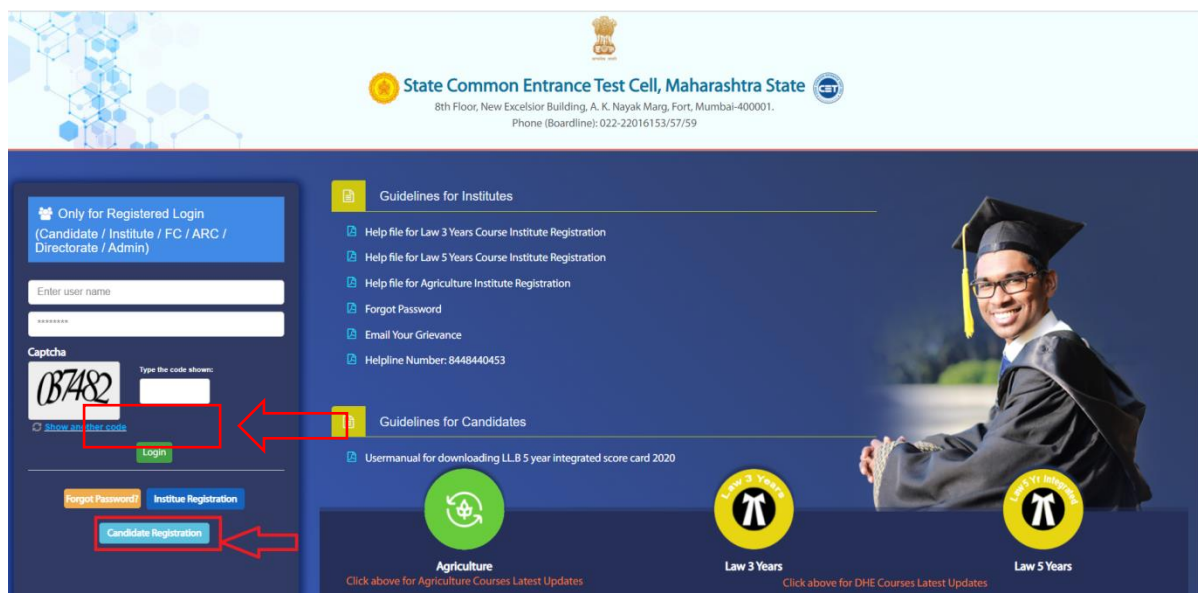 State Common Entrance Test Cell, Maharashtra State
CET
8th Floor, New Excelsior Building, A. K. Nayak Marg, Fort, Mumbai-400001.
Phone (Boardline): 022-22016153/57/59
Only for Registered Login
(Candidate / Institute / FC / ARC /
Directorate / Admin)
Enter user name
********
Captcha
Type the code shown:
Show another code
Login
Forgot Password?
Institue Registration
Candidate Registration
Guidelines for Institutes
Help file for Law 3 Years Course Institute Registration
Help file for Law 5 Years Course Institute Registration
Help file for Agriculture Institute Registration
Forgot Password
Email Your Grievance
Helpline Number: 8448440453
Guidelines for Candidates
Usermanual for downloading LL.B 5 year integrated score card 2020
Law 3 Years
Law 5 Yr Integrated
Agriculture
Law 3 Years
Law 5 Years
Click above for Agriculture Courses Latest Updates
Click above for DHE Courses Latest Updates